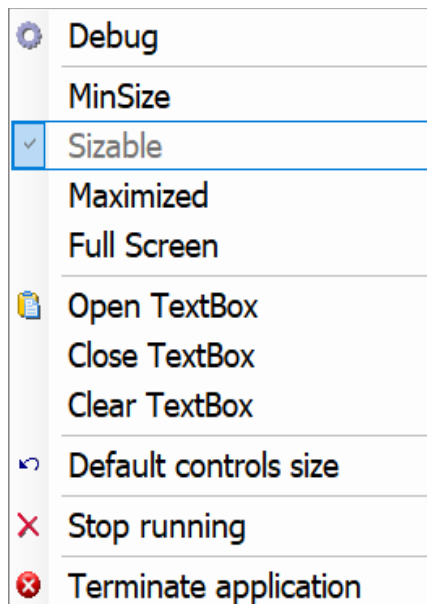 Debug
MinSize
Sizable
Maximized
Full Screen
Open TextBox
Close TextBox
Clear TextBox
Default controls size
Stop running
Terminate application